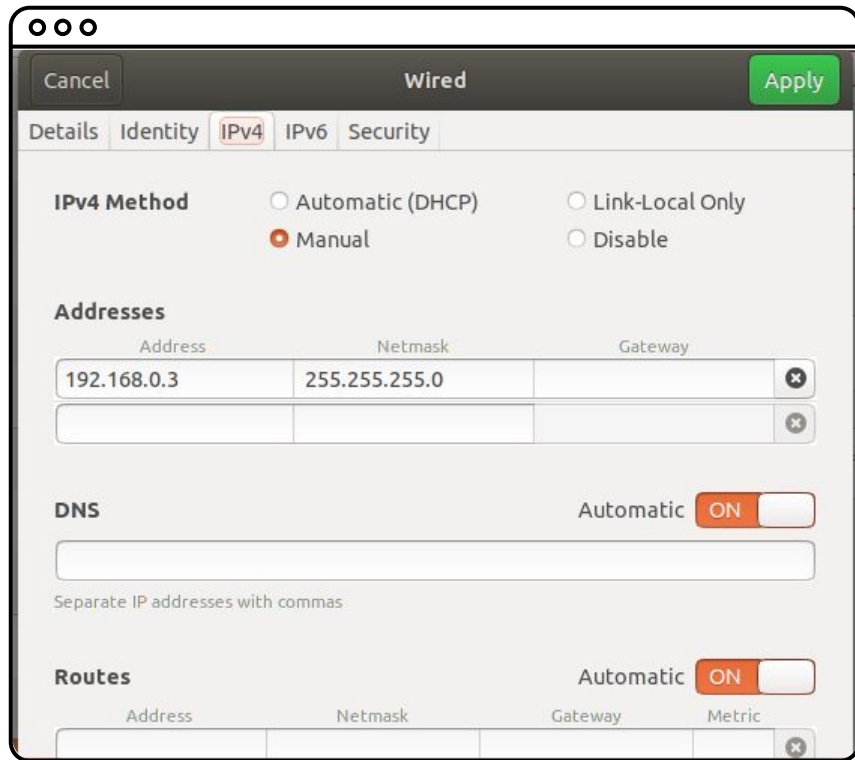 Cancel Wired Apply
Details Identity IPv4 IPv6 Security
IPv4 Method Automatic (DHCP) Link-Local Only
Manual Disable
Addresses
Address Netmask Gateway
192.168.0.3 255.255.255.0
DNS Automatic ON
Separate IP addresses with commas
Routes Automatic ON
Address Netmask Gateway Metric